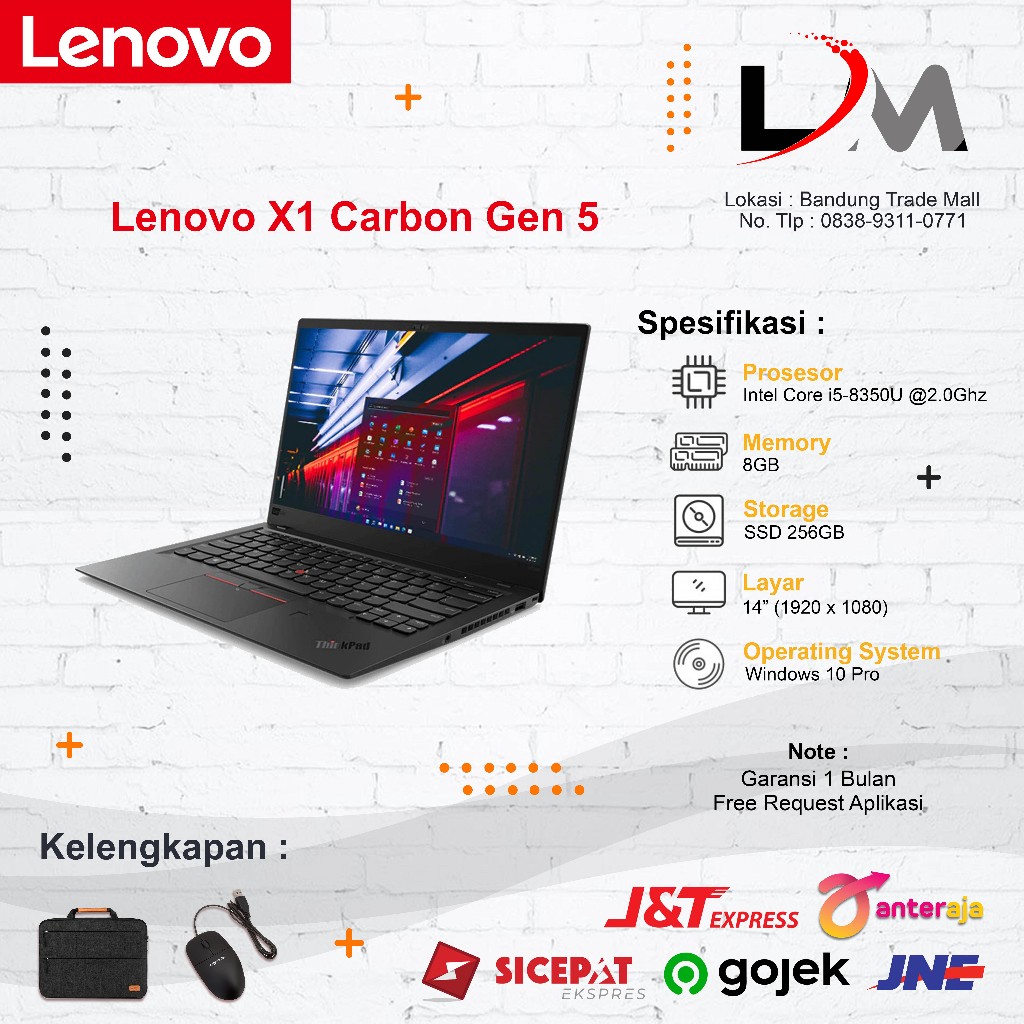 Lenovo
LDM
Lokasi : Bandung Trade Mall
No. Tlp : 0838-9311-0771
Lenovo X1 Carbon Gen 5
Spesifikasi :
Prosesor
Intel Core i5-8350U @2.0Ghz
Memory
8GB
Storage
SSD 256GB
Layar
14” (1920 x 1080)
Operating System
Windows 10 Pro
ThinkPad
Note :
Garansi 1 Bulan
Free Request Aplikasi
Kelengkapan :
J&T EXPRESS
anteraja
SICEPAT
EKSPRES
gojek
JNE